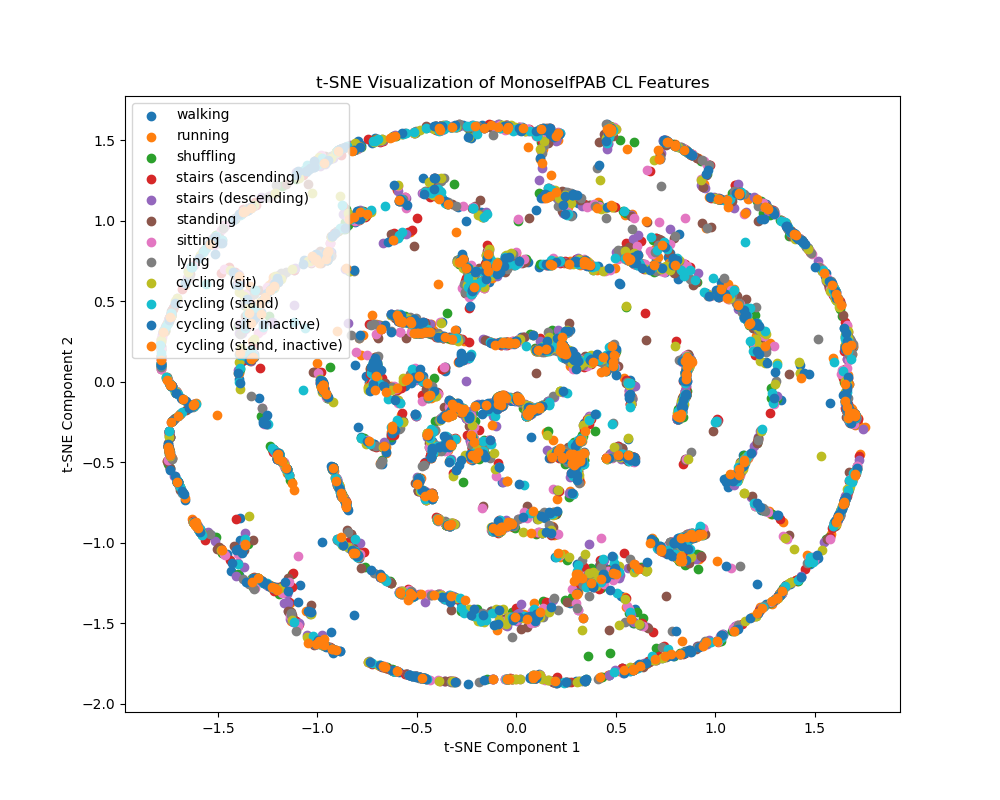 t-SNE Visualization of MonoselfPAB CL Features
walking
running
shuffling
stairs (ascending)
stairs (descending)
standing
sitting
lying
cycling (sit)
cycling (stand)
cycling (sit, inactive)
cycling (stand, inactive)
t-SNE Component 2
1.5
1.0
0.5
0.0
−0.5
−1.0
−1.5
−2.0
−1.5 −1.0 −0.5 0.0 0.5 1.0 1.5
t-SNE Component 1